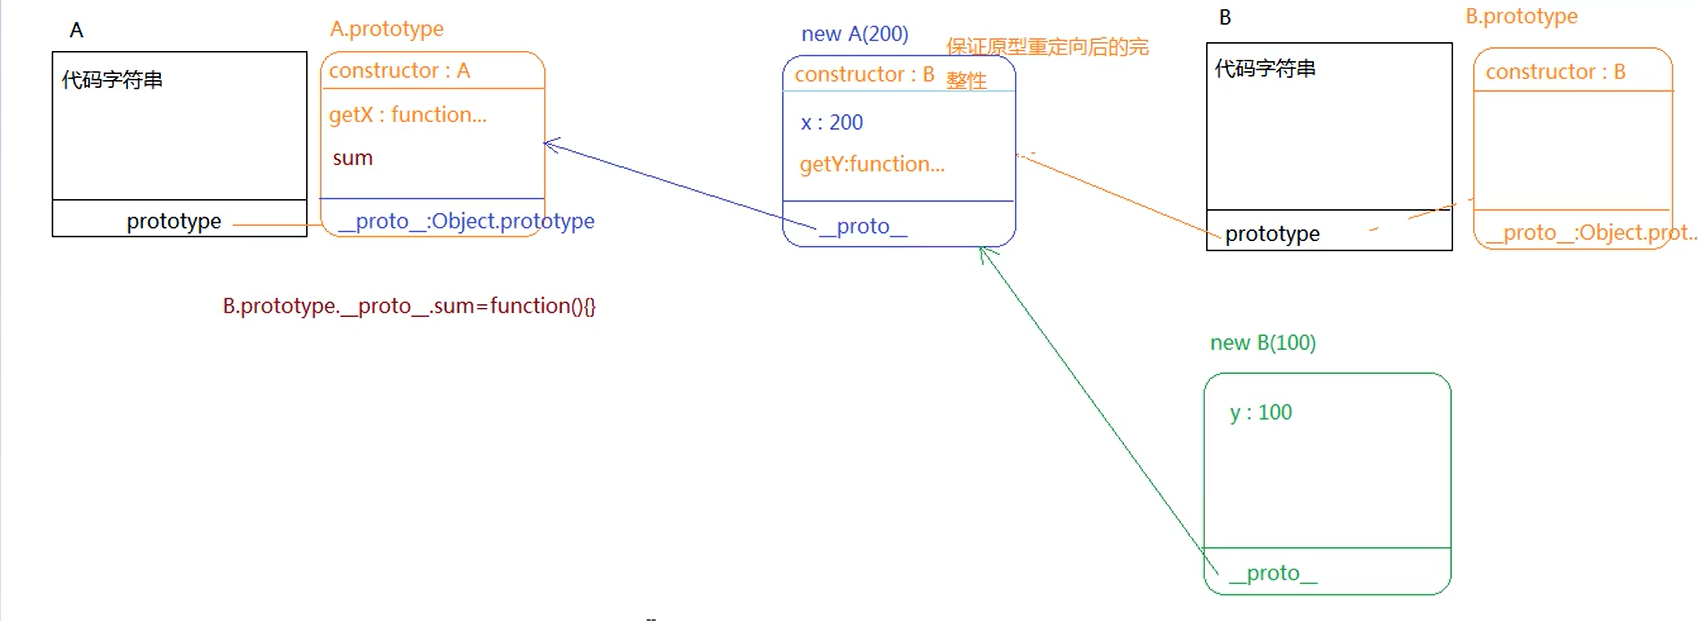 A
A.prototype
代码字符串
constructor : A
getX : function...
sum
prototype
__proto__:Object.prototype
B.prototype.__proto__.sum=function(){}
new A(200)
保证原型重定向后的完
整性
constructor : B
x : 200
getY:function...
__proto__
B
B.prototype
代码字符串
constructor : B
prototype
__proto__:Object.prot...
new B(100)
y : 100
__proto__